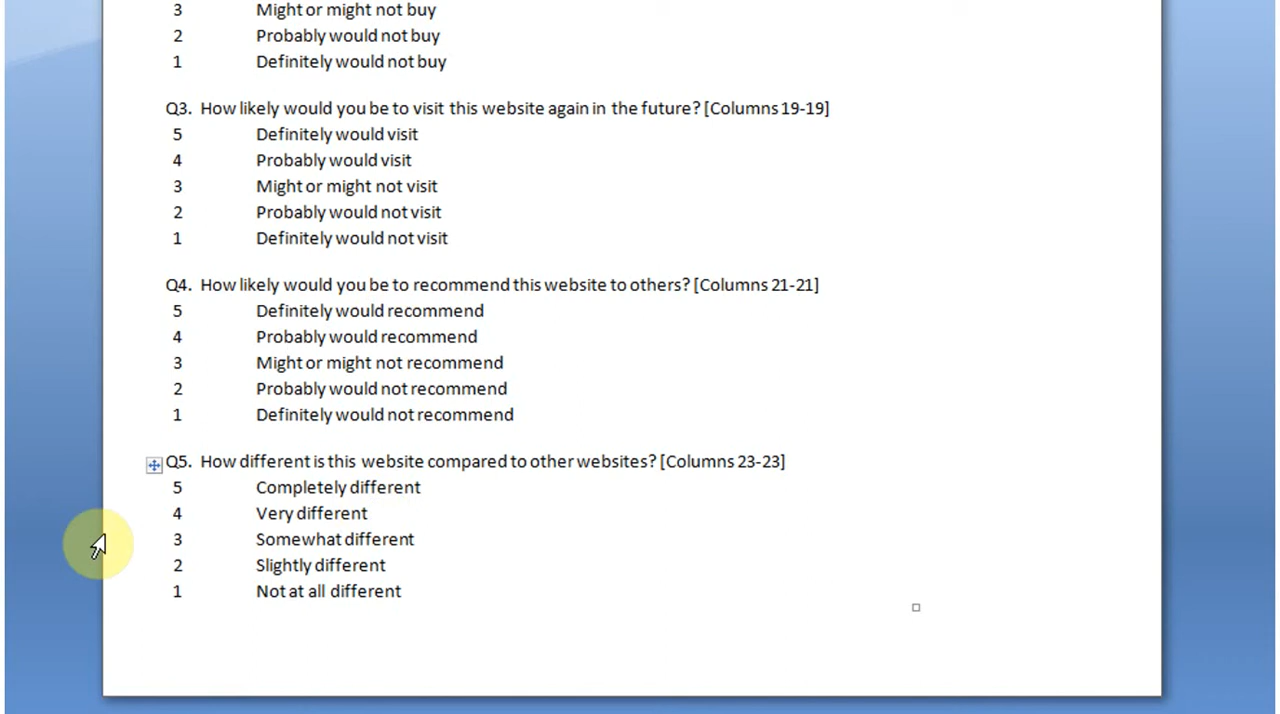 3 Might or might not buy
2 Probably would not buy
1 Definitely would not buy
Q3. How likely would you be to visit this website again in the future? [Columns 19-19]
5 Definitely would visit
4 Probably would visit
3 Might or might not visit
2 Probably would not visit
1 Definitely would not visit
Q4. How likely would you be to recommend this website to others? [Columns 21-21]
5 Definitely would recommend
4 Probably would recommend
3 Might or might not recommend
2 Probably would not recommend
1 Definitely would not recommend
Q5. How different is this website compared to other websites? [Columns 23-23]
5 Completely different
4 Very different
3 Somewhat different
2 Slightly different
1 Not at all different